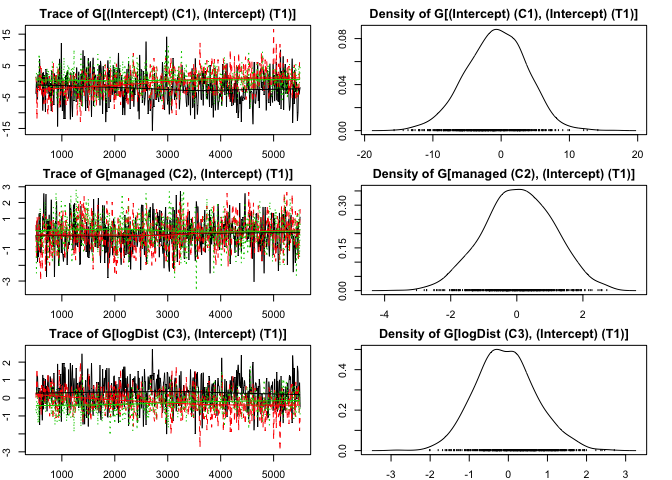 Trace of G[(Intercept) (C1), (Intercept) (T1)]
15
5
-5
-15
1000 2000 3000 4000 5000
Density of G[(Intercept) (C1), (Intercept) (T1)]
0.08
0.04
0.00
-20 -10 0 10 20
Trace of G[managed (C2), (Intercept) (T1)]
3
1
-1
-3
1000 2000 3000 4000 5000
Density of G[managed (C2), (Intercept) (T1)]
0.30
0.15
0.00
-4 -2 0 2
Trace of G[logDist (C3), (Intercept) (T1)]
2
1
0
-1
-3
1000 2000 3000 4000 5000
Density of G[logDist (C3), (Intercept) (T1)]
0.4
0.2
0.0
-3 -2 -1 0 1 2 3